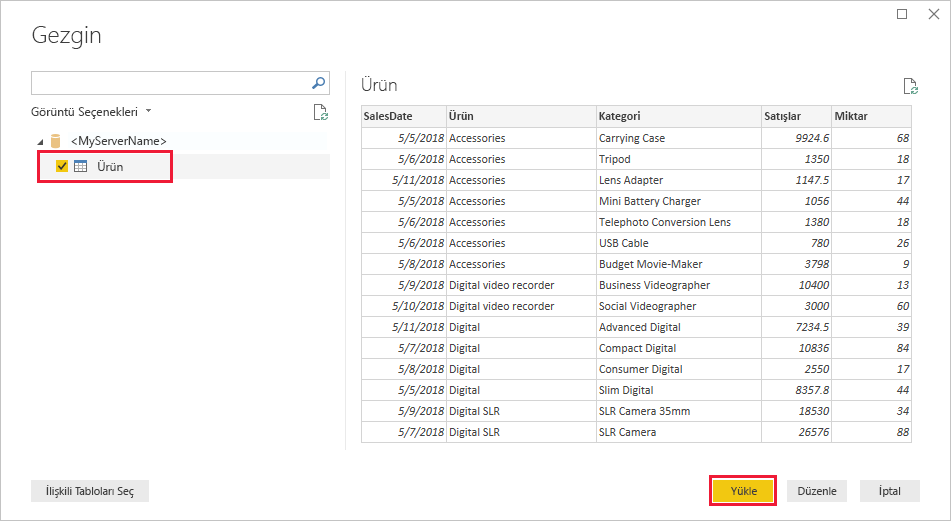 Gezgin
Görüntü Seçenekleri
<MyServerName>
Ürün
Ürün
SalesDate Ürün Kategori Satışlar Miktar
5/5/2018 Accessories Carrying Case 9924.6 68
5/6/2018 Accessories Tripod 1350 18
5/11/2018 Accessories Lens Adapter 1147.5 17
5/5/2018 Accessories Mini Battery Charger 1056 44
5/6/2018 Accessories Telephoto Conversion Lens 1380 18
5/6/2018 Accessories USB Cable 780 26
5/8/2018 Accessories Budget Movie-Maker 3798 9
5/9/2018 Digital video recorder Business Videographer 10400 13
5/10/2018 Digital video recorder Social Videographer 3000 60
5/11/2018 Digital Advanced Digital 7234.5 39
5/7/2018 Digital Compact Digital 10836 84
5/8/2018 Digital Consumer Digital 2550 17
5/5/2018 Digital Slim Digital 8357.8 44
5/9/2018 Digital SLR SLR Camera 35mm 18530 34
5/7/2018 Digital SLR SLR Camera 26576 88
İlişkili Tabloları Seç Yükle Düzenle İptal